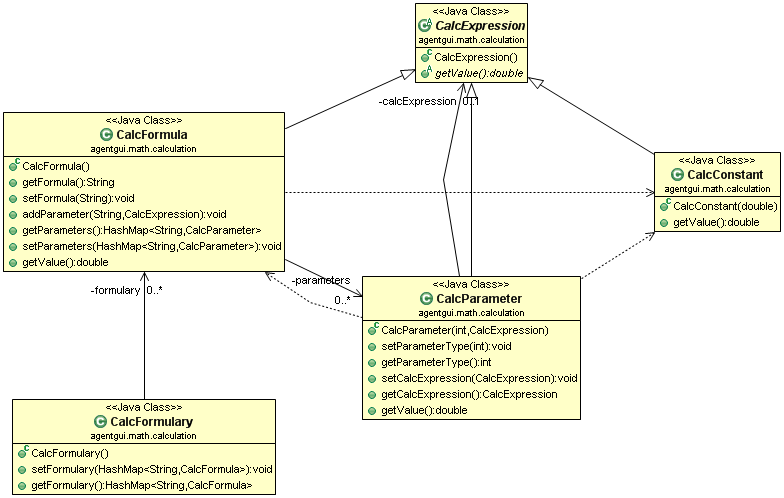 <<Java Class>>
CalcExpression
agentgui.math.calculation
CalcExpression()
getValue():double
-calcExpression 0..1
<<Java Class>>
CalcFormula
agentgui.math.calculation
CalcFormula()
getFormula():String
setFormula(String):void
addParameter(String,CalcExpression):void
getParameters():HashMap<String,CalcParameter>
setParameters(HashMap<String,CalcParameter>):void
getValue():double
<<Java Class>>
CalcConstant
agentgui.math.calculation
CalcConstant(double)
getValue():double
-parameters
0..*
-formulary 0..*
<<Java Class>>
CalcParameter
agentgui.math.calculation
CalcParameter(int,CalcExpression)
setParameterType(int):void
getParameterType():int
setCalcExpression(CalcExpression):void
getCalcExpression():CalcExpression
getValue():double
<<Java Class>>
CalcFormulary
agentgui.math.calculation
CalcFormulary()
setFormulary(HashMap<String,CalcFormula>):void
getFormulary():HashMap<String,CalcFormula>